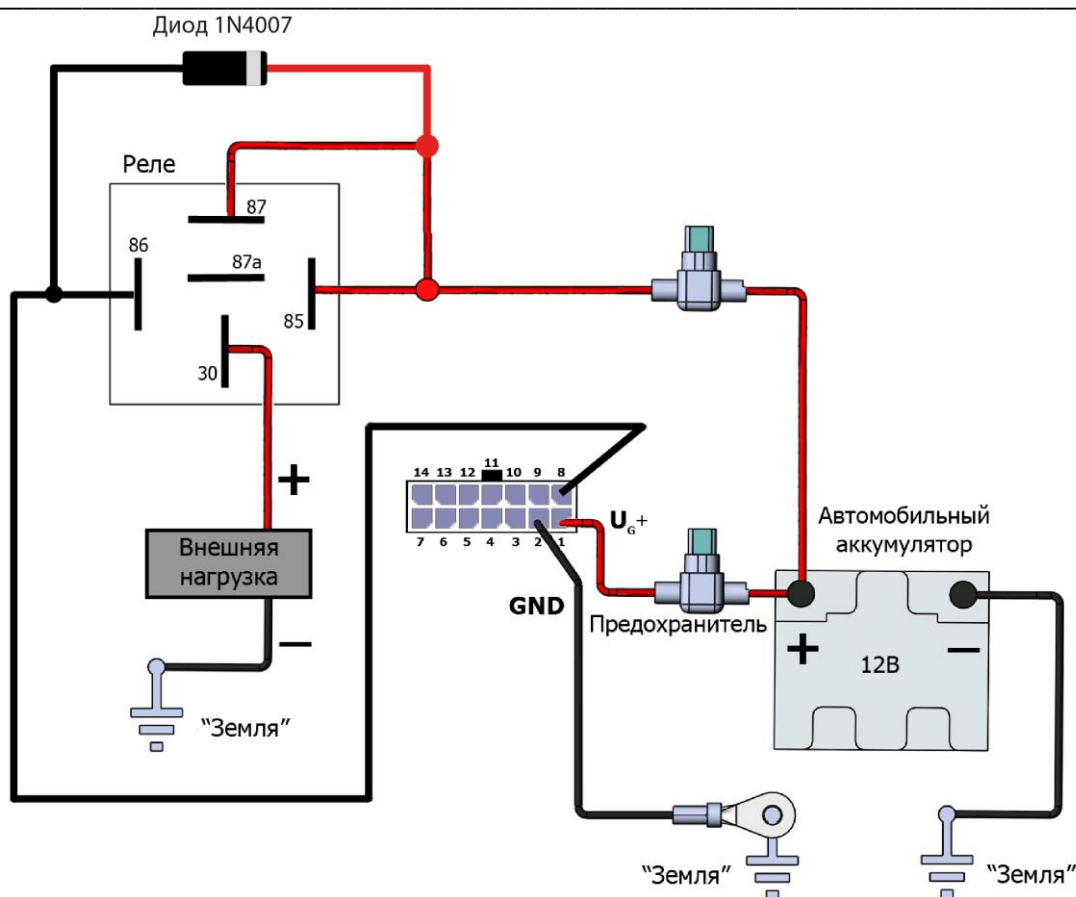 Диод 1N4007
Реле
87
86
87a
85
30
+
Внешняя
нагрузка
—
“Земля”
14 13 12 11 10 9 8
7 6 5 4 3 2 1
U G +
GND
Предохранитель
Автомобильный
аккумулятор
+ —
12В
“Земля”
“Земля”